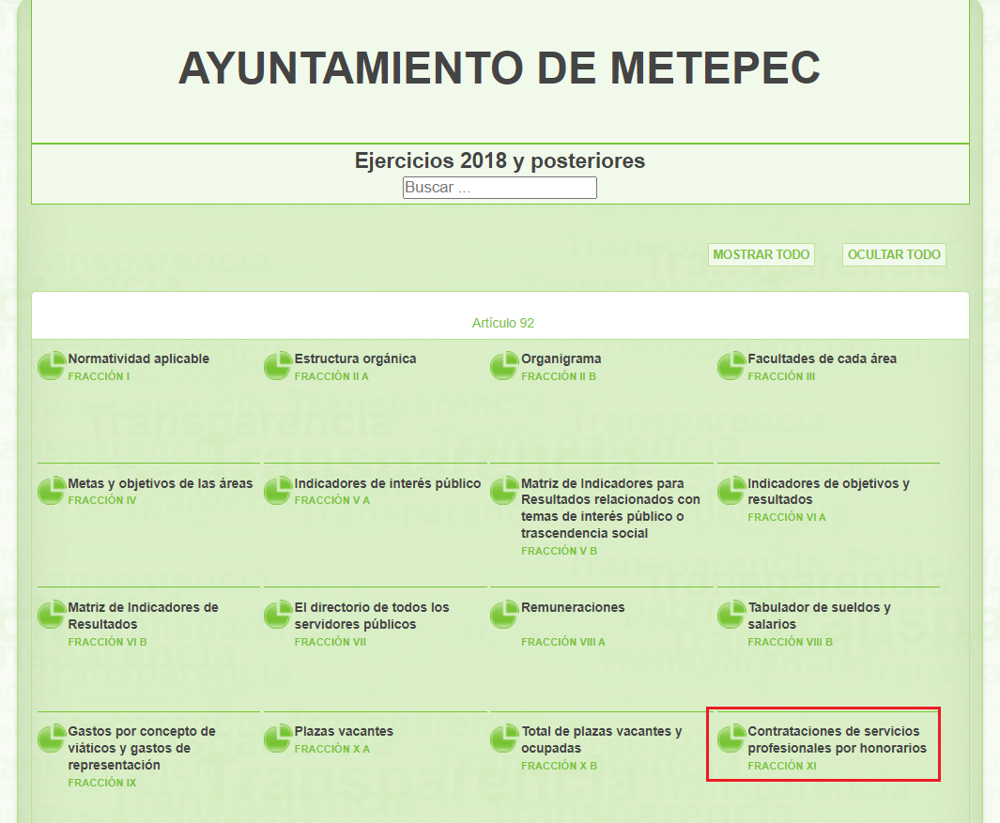 AYUNTAMIENTO DE METEPEC
Ejercicios 2018 y posteriores
Buscar ...
MOSTRAR TODO
OCULTAR TODO
Artículo 92
Normatividad aplicable
FRACCIÓN I
Estructura orgánica
FRACCIÓN II A
Organigrama
FRACCIÓN II B
Facultades de cada área
FRACCIÓN III
Metas y objetivos de las áreas
FRACCIÓN IV
Indicadores de interés público
FRACCIÓN V A
Matriz de Indicadores para
Resultados relacionados con
temas de interés público o
trascendencia social
FRACCIÓN V B
Indicadores de objetivos y
resultados
FRACCIÓN VI A
Matriz de Indicadores de
Resultados
FRACCIÓN VI B
El directorio de todos los
servidores públicos
FRACCIÓN VII
Remuneraciones
FRACCIÓN VIII A
Tabulador de sueldos y
salarios
FRACCIÓN VIII B
Gastos por concepto de
viáticos y gastos de
representación
FRACCIÓN IX
Plazas vacantes
FRACCIÓN X A
Total de plazas vacantes y
ocupadas
FRACCIÓN X B
Contrataciones de servicios
profesionales por honorarios
FRACCIÓN XI